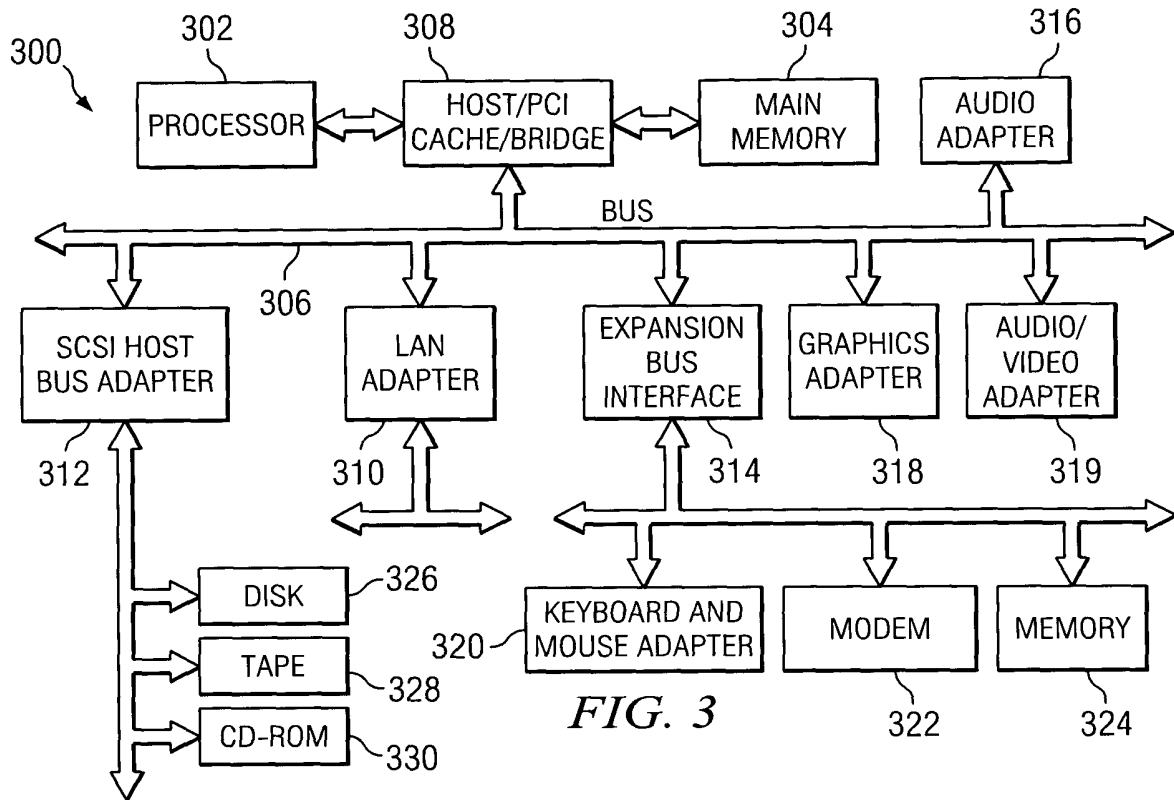 300
302
308
304
316
PROCESSOR
HOST/PCI
CACHE/BRIDGE
MAIN
MEMORY
AUDIO
ADAPTER
BUS
306
SCSI HOST
BUS ADAPTER
LAN
ADAPTER
EXPANSION
BUS
INTERFACE
GRAPHICS
ADAPTER
AUDIO/
VIDEO
ADAPTER
312
310
314
318
319
DISK
326
TAPE
328
CD-ROM
330
320
KEYBOARD AND
MOUSE ADAPTER
MODEM
MEMORY
322
324
FIG. 3